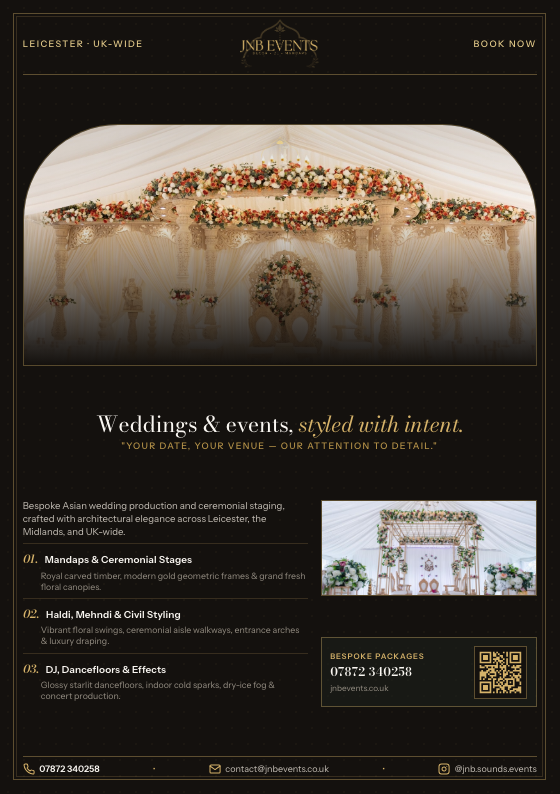 LEICESTER · UK-WIDE
JNB EVENTS
BOOK NOW
Weddings & events, styled with intent.
"YOUR DATE, YOUR VENUE — OUR ATTENTION TO DETAIL."
Bespoke Asian wedding production and ceremonial staging,
crafted with architectural elegance across Leicester, the
Midlands, and UK-wide.
01. Mandaps & Ceremonial Stages
Royal carved timber, modern gold geometric frames & grand fresh
floral canopies.
02. Haldi, Mehndi & Civil Styling
Vibrant floral swings, ceremonial aisle walkways, entrance arches
& luxury draping.
03. DJ, Dancefloors & Effects
Glossy starlit dancefloors, indoor cold sparks, dry-ice fog &
concert production.
BESPOKE PACKAGES
07872 340258
jnbevents.co.uk
07872 340258 · contact@jnbevents.co.uk · @jnb.sounds.events